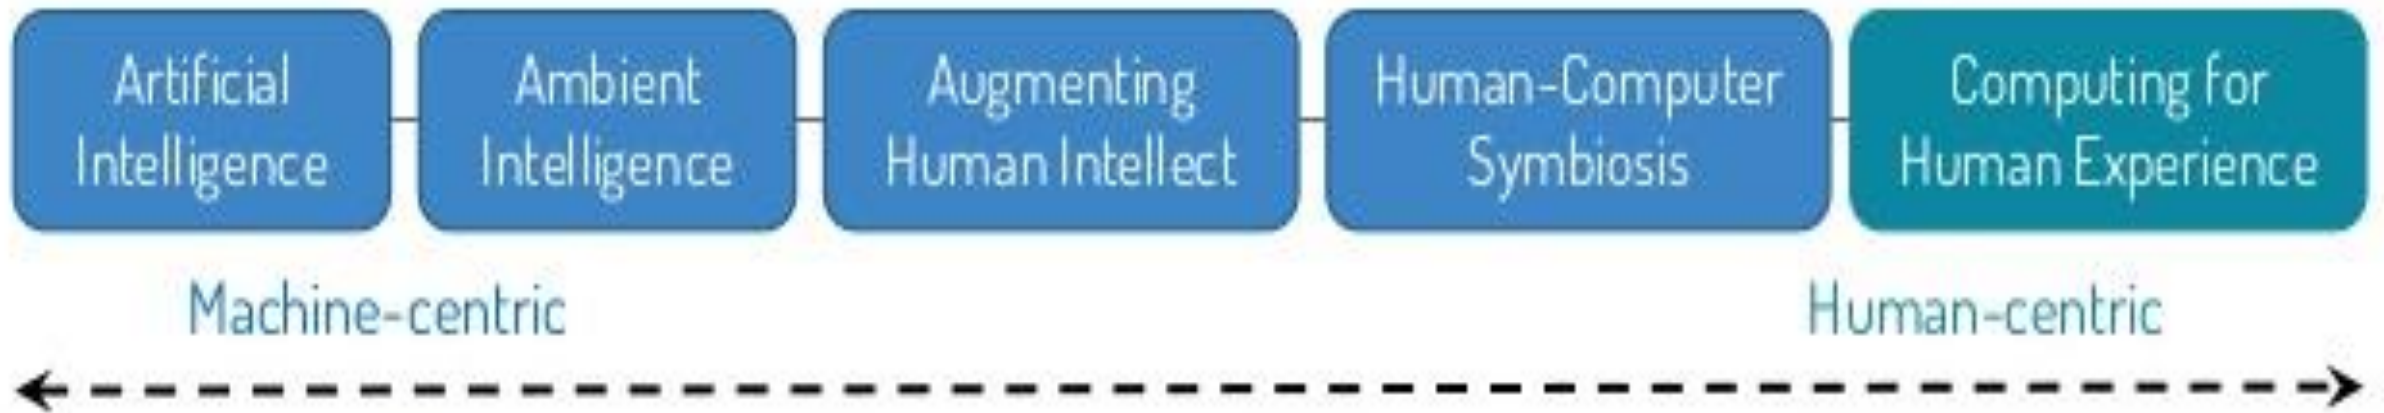 Artificial
Intelligence
Ambient
Intelligence
Augmenting
Human Intellect
Human-Computer
Symbiosis
Computing for
Human Experience
Machine-centric
Human-centric